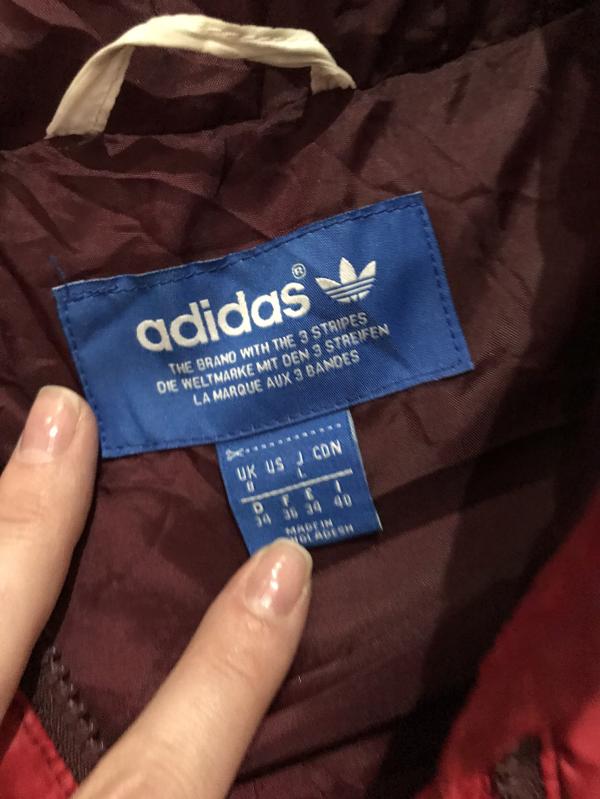 adidas®
THE BRAND WITH THE 3 STRIPES
DIE WELTMARKE MIT DEN 3 STREIFEN
LA MARQUE AUX 3 BANDES
UK US J CDN
8 L
D F E I
34 36 34 40
MADE IN